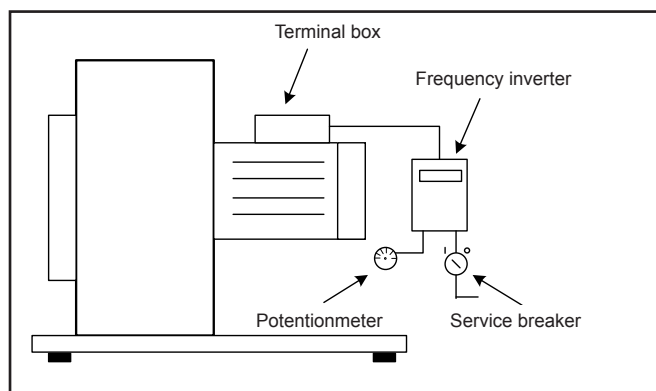 Terminal box
Frequency inverter
I O
Potentionmeter
Service breaker